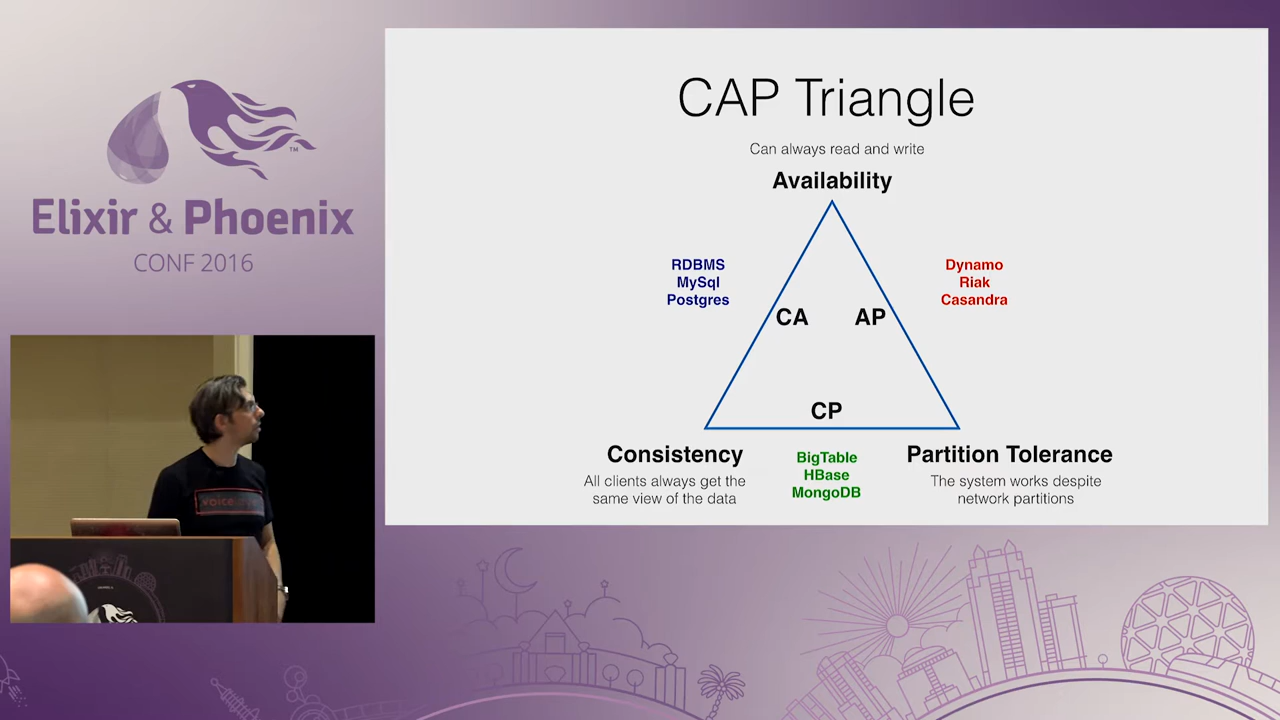 Elixir & Phoenix
CONF 2016
TM
CAP Triangle
Can always read and write
Availability
RDBMS
MySql
Postgres
Dynamo
Riak
Casandra
CA
AP
CP
Consistency
All clients always get the
same view of the data
BigTable
HBase
MongoDB
Partition Tolerance
The system works despite
network partitions
voice